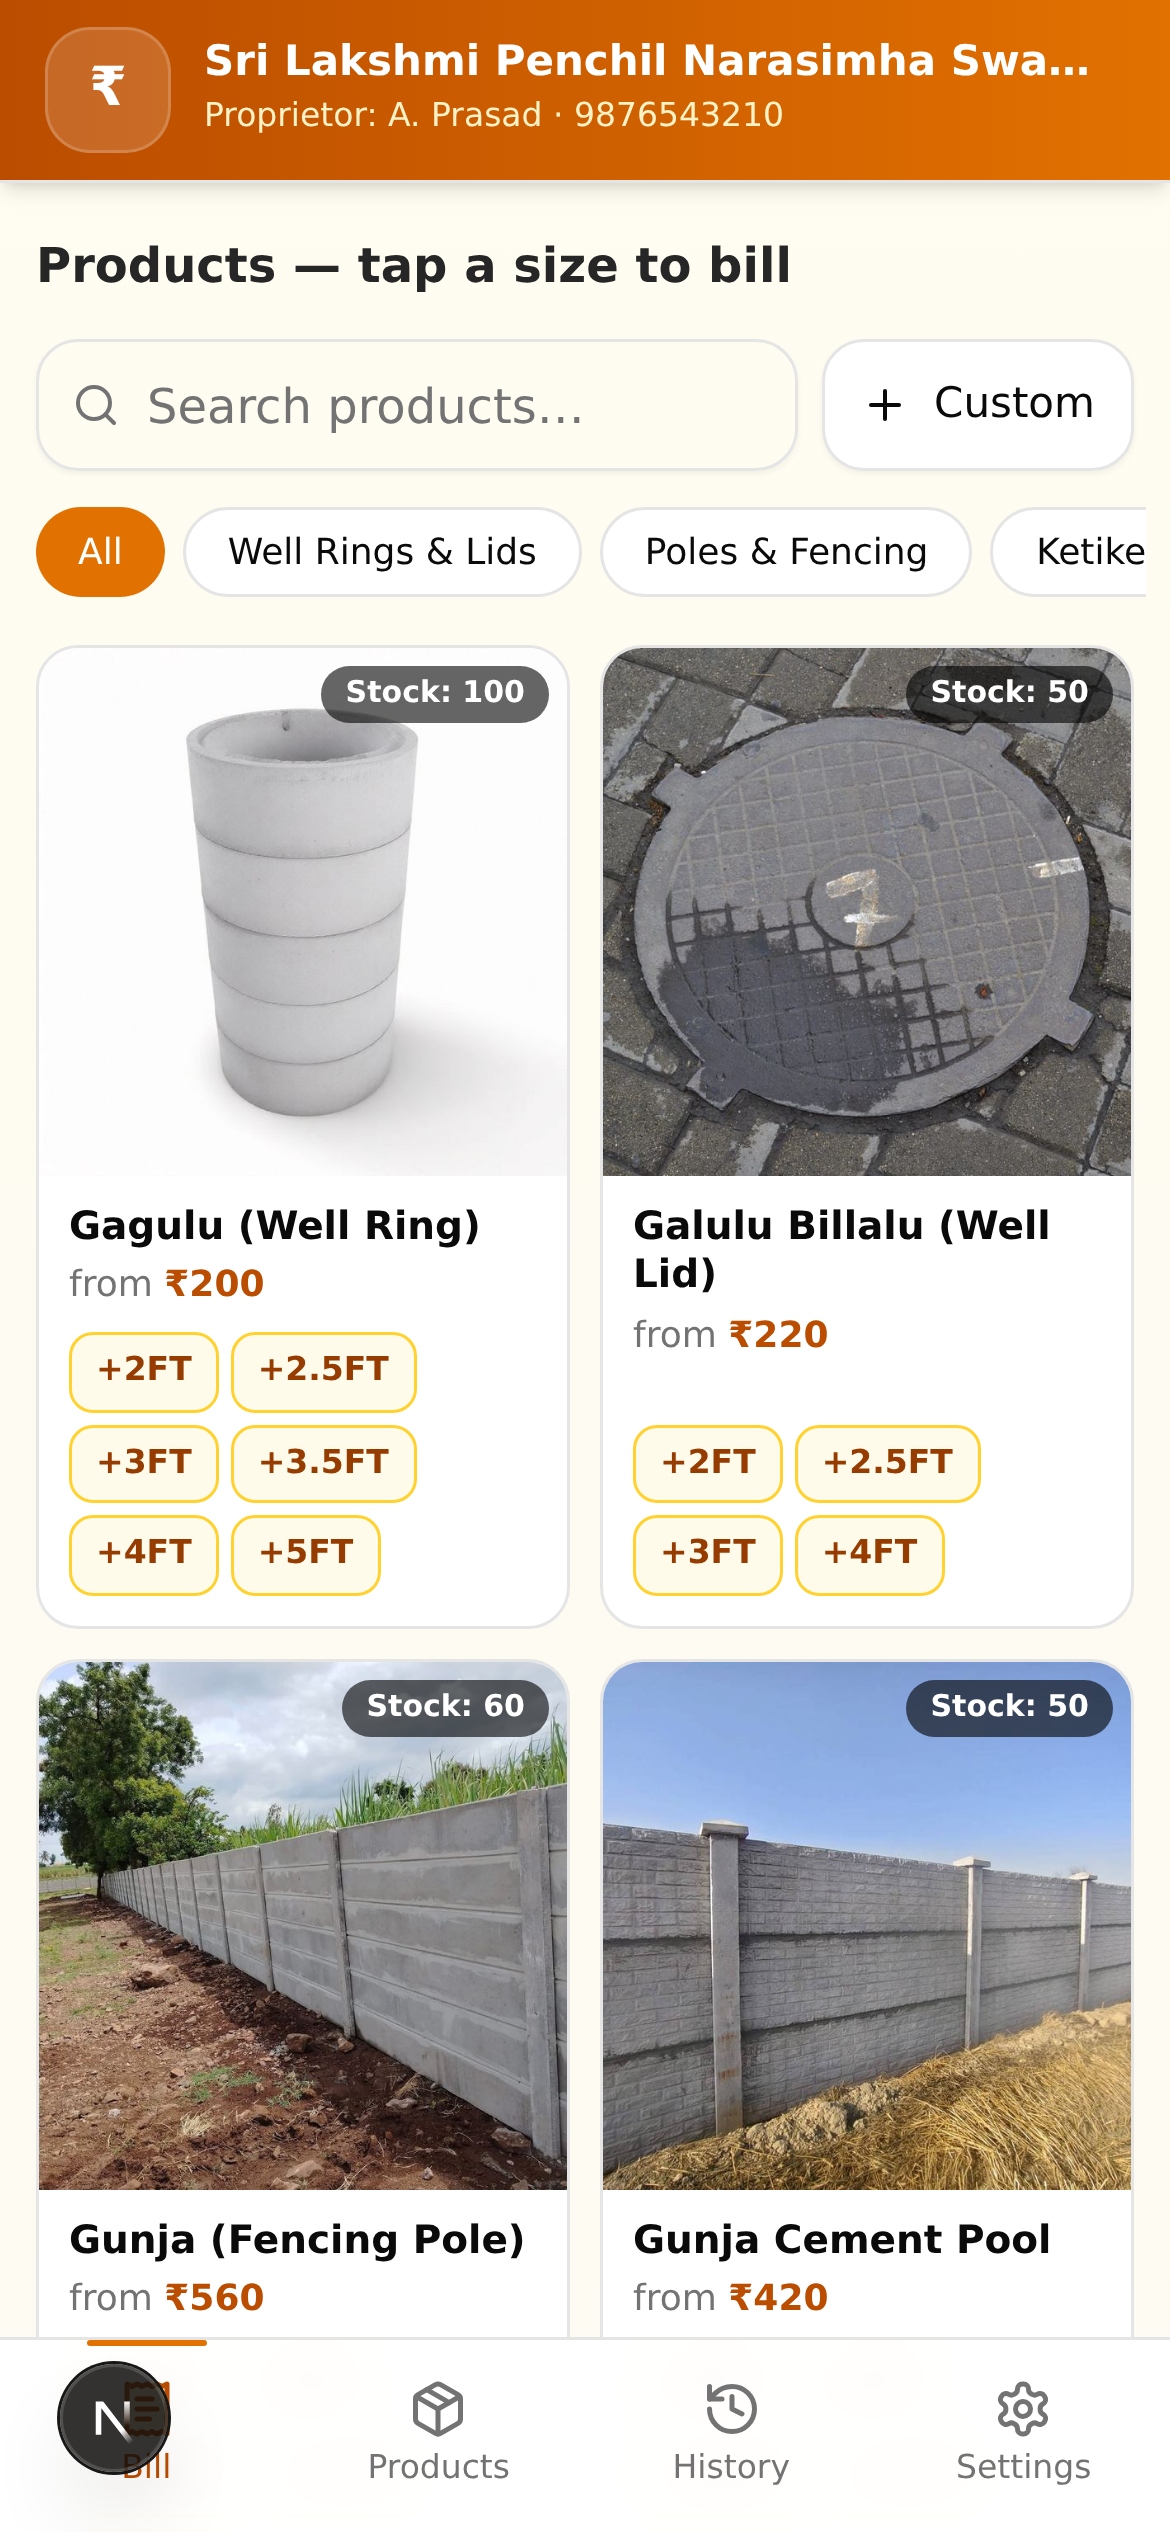 ₹
Sri Lakshmi Penchil Narasimha Swa...
Proprietor: A. Prasad · 9876543210
Products — tap a size to bill
Search products...
+ Custom
All
Well Rings & Lids
Poles & Fencing
Ketike
Stock: 100
Gagulu (Well Ring)
from ₹200
+2FT
+2.5FT
+3FT
+3.5FT
+4FT
+5FT
Stock: 50
7
Galulu Billalu (Well
Lid)
from ₹220
+2FT
+2.5FT
+3FT
+4FT
Stock: 60
Gunja (Fencing Pole)
from ₹560
Stock: 50
Gunja Cement Pool
from ₹420
N
Bill
Products
History
Settings